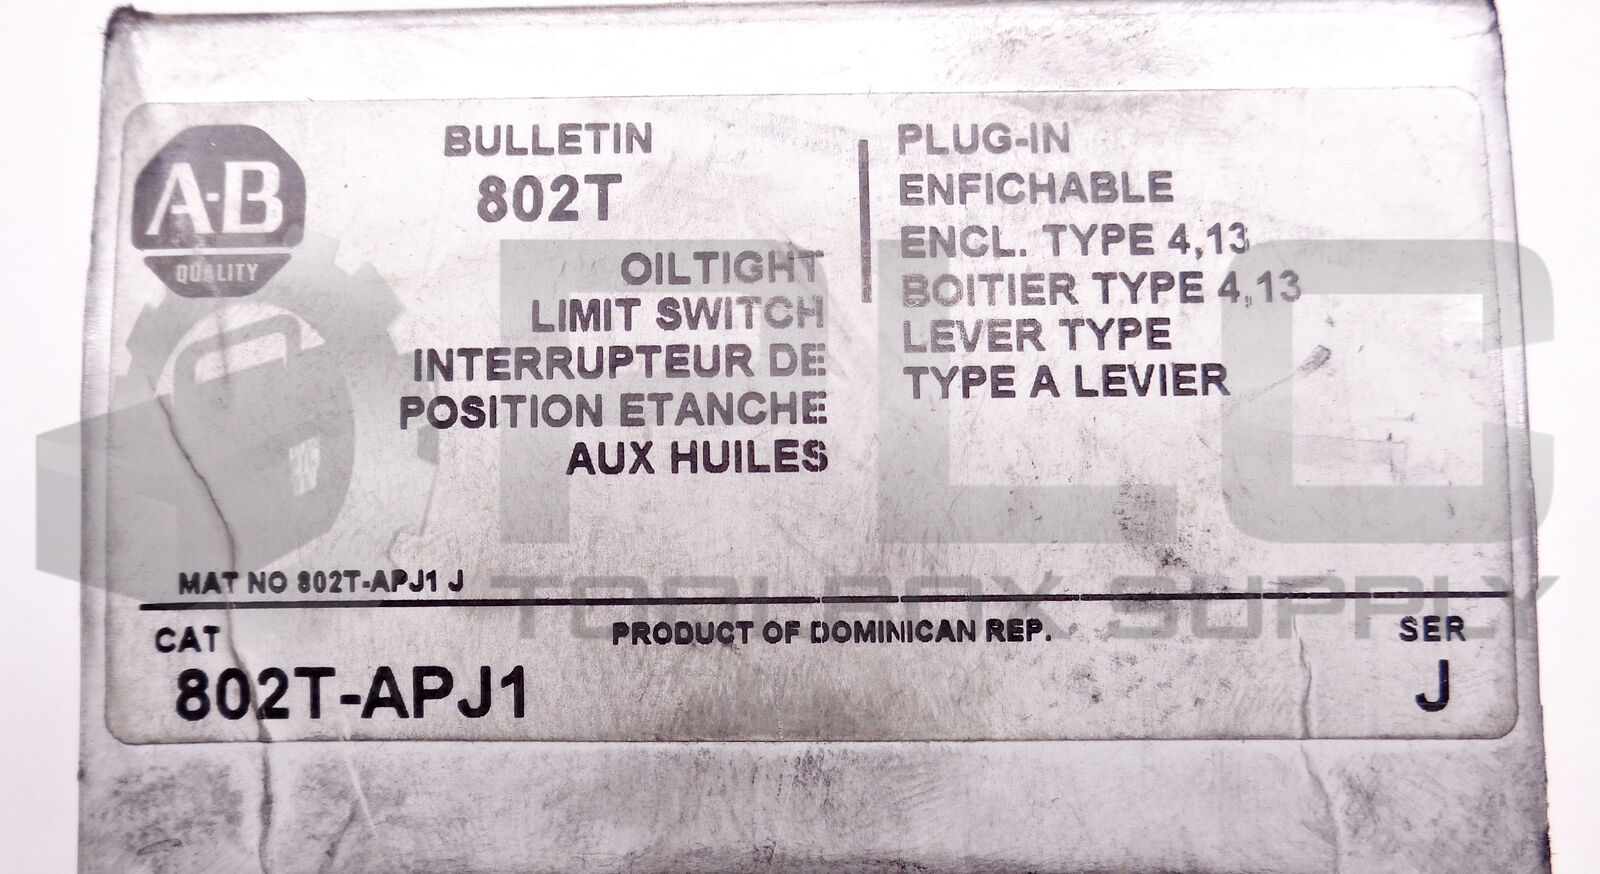 A-B
QUALITY
BULLETIN
802T
OILTIGHT
LIMIT SWITCH
INTERRUPTEUR DE
POSITION ETANCHE
AUX HUILES
PLUG-IN
ENFICHABLE
ENCL. TYPE 4,13
BOITIER TYPE 4,13
LEVER TYPE
TYPE A LEVIER
MAT NO 802T-APJ1 J
CAT
802T-APJ1
PRODUCT OF DOMINICAN REP.
SER
J
PLC
TOOLBOX SUPPLY